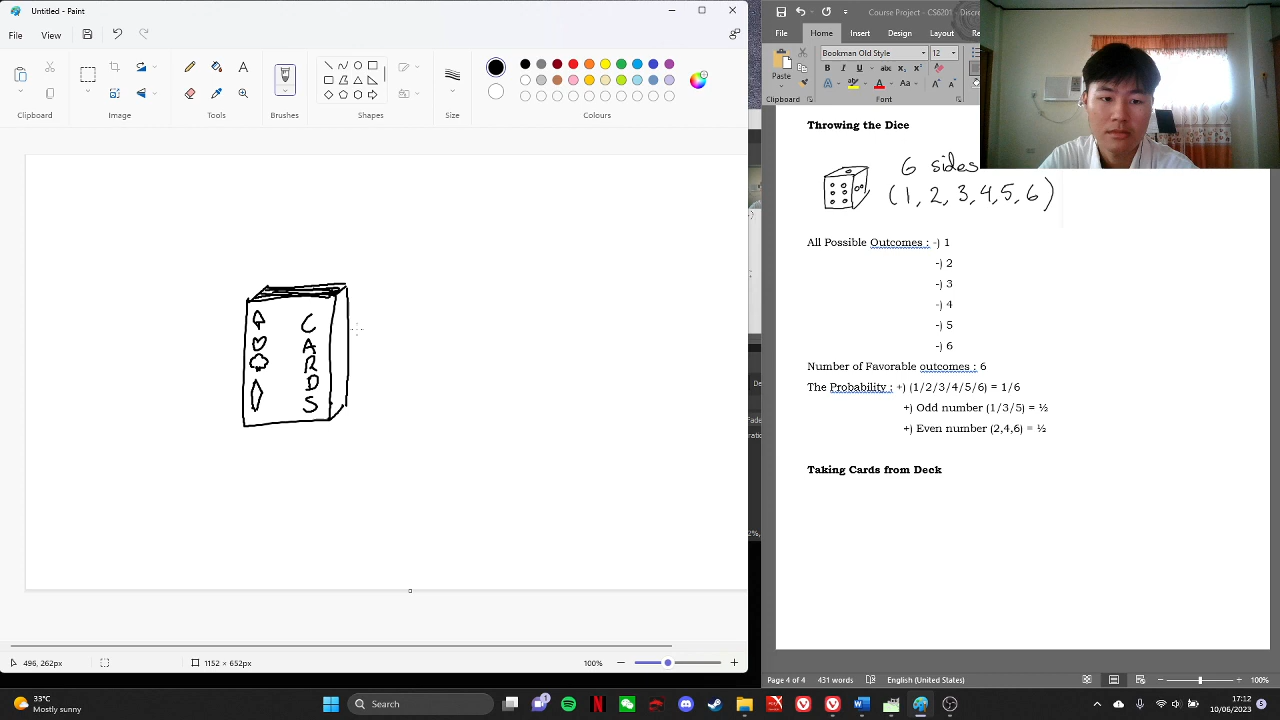 Untitled - Paint
File View
Clipboard
Image
Tools
Brushes
Shapes
Size
Colours
C
A
R
D
S
496, 262px
1152 × 652px
100%
Course Project - CS6201
File Home Insert Design Layout
Paste
Bookman Old Style 12
B I U
Clipboard
Font
Throwing the Dice
6 sides
(1, 2, 3, 4, 5, 6)
All Possible Outcomes : -) 1
-) 2
-) 3
-) 4
-) 5
-) 6
Number of Favorable outcomes : 6
The Probability : +) (1/2/3/4/5/6) = 1/6
+) Odd number (1/3/5) = ½
+) Even number (2,4,6) = ½
Taking Cards from Deck
Page 4 of 4 431 words English (United States) 100%
33°C
Mostly sunny
Search
17:12
10/06/2023